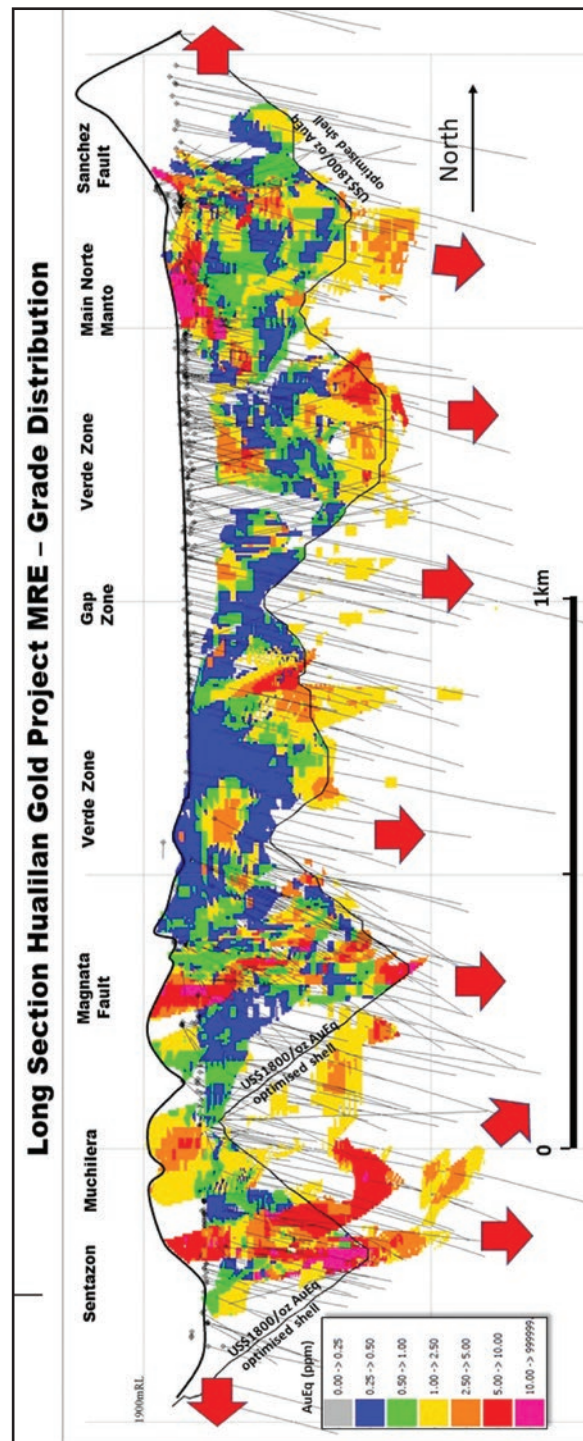 Long Section Hualilan Gold Project MRE – Grade Distribution
Sentazon
Muchilera
Magnata
Fault
Verde Zone
Gap
Zone
Verde Zone
Main Norte
Manto
Sanchez
Fault
1900mRL
US$1800/oz AuEq
optimised shell
US$1800/oz AuEq
optimised shell
US$1800/oz AuEq
optimised shell
North
0
1km
AuEq (ppm)
0.00 -> 0.25
0.25 -> 0.50
0.50 -> 1.00
1.00 -> 2.50
2.50 -> 5.00
5.00 -> 10.00
10.00 -> 999999.